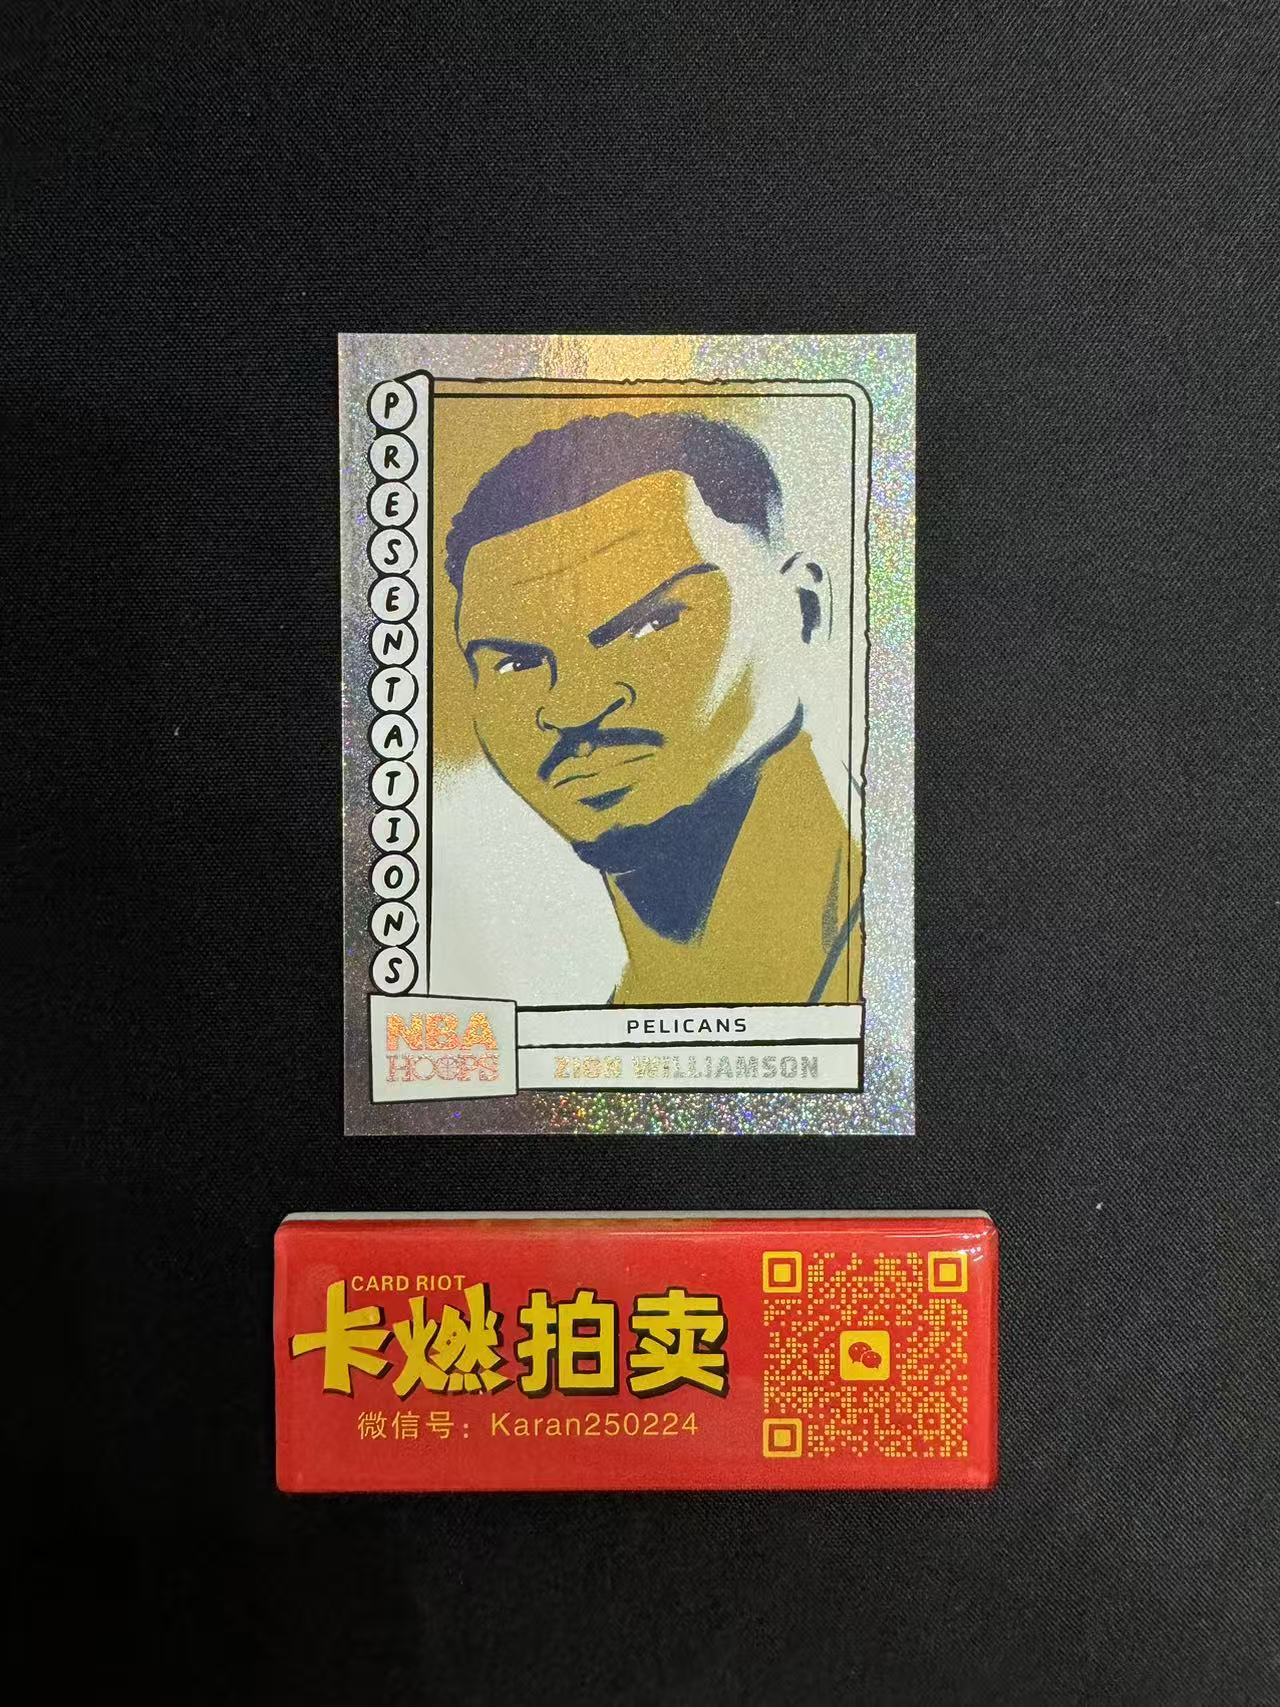 PRESENTATIONS
NBA
HOOPS
PELICANS
ZION WILLIAMSON
CARD RIOT
卡燃拍卖
微信号：Karan250224